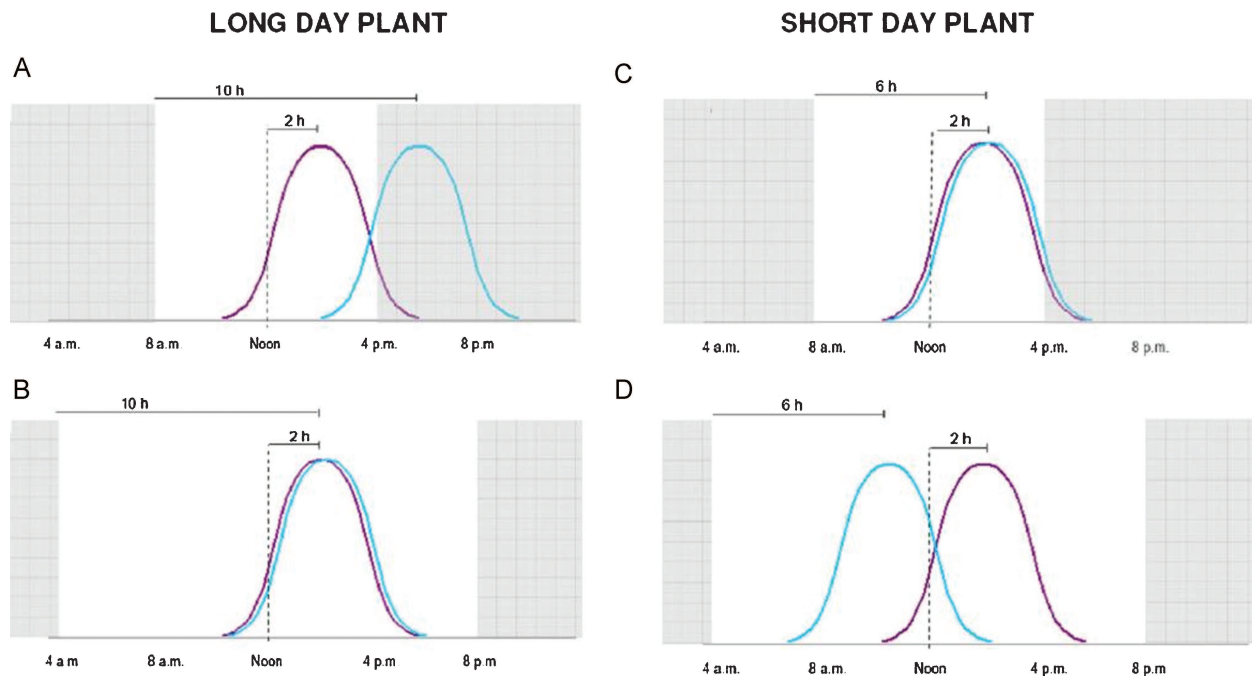 LONG DAY PLANT
SHORT DAY PLANT
A
10 h
2 h
4 a.m. 8 a.m Noon 4 p.m. 8 p.m
C
6 h
2 h
4 a.m. 8 a.m. Noon 4 p.m. 8 p.m.
B
10 h
2 h
4 a m 8 a.m. Noon 4 p.m 8 p.m
D
6 h
2 h
4 a.m. 8 a.m. Noon 4 p.m. 8 p.m